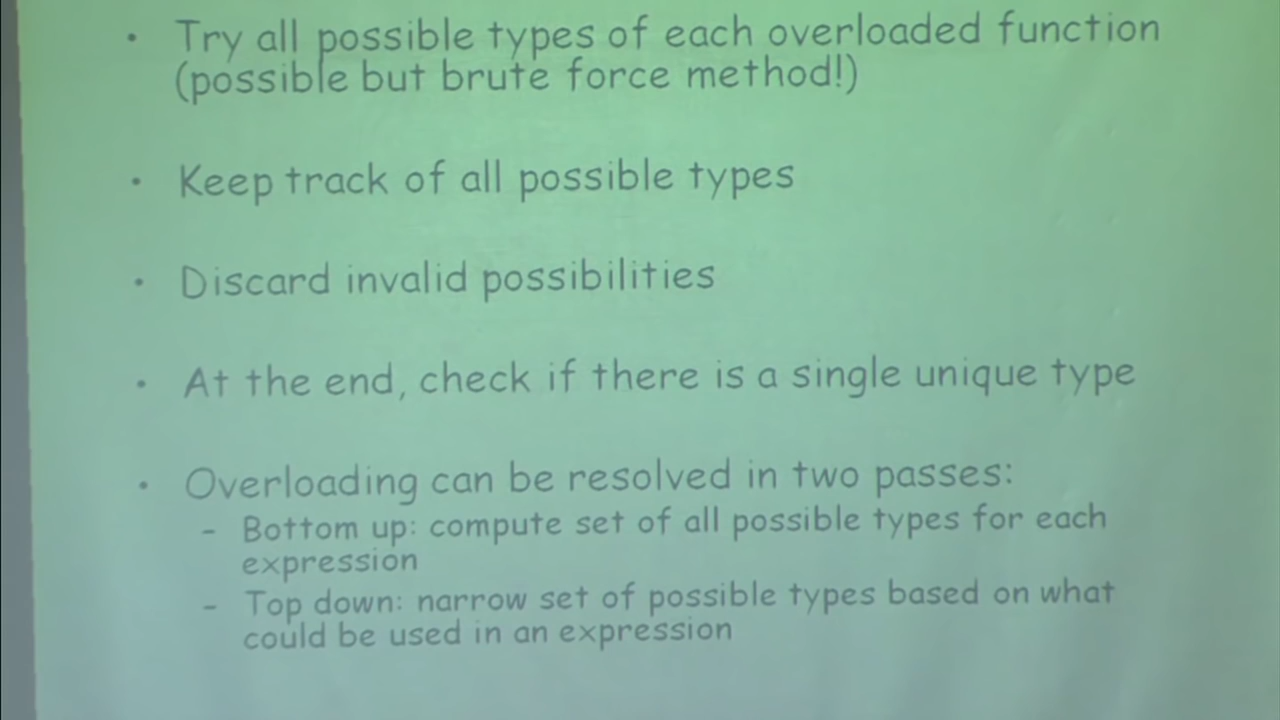 • Try all possible types of each overloaded function
(possible but brute force method!)
• Keep track of all possible types
• Discard invalid possibilities
• At the end, check if there is a single unique type
• Overloading can be resolved in two passes:
- Bottom up: compute set of all possible types for each
expression
- Top down: narrow set of possible types based on what
could be used in an expression